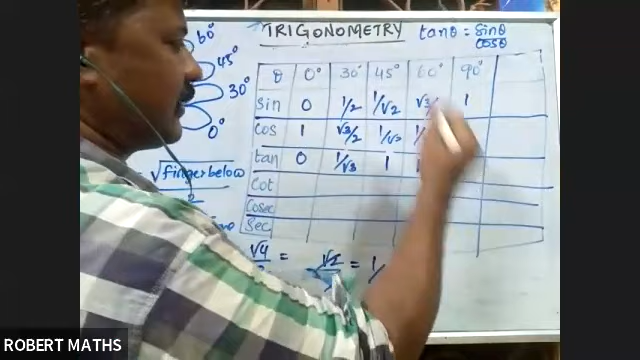 TRIGONOMETRY tanθ = sinθ/cosθ
60°
45°
30°
0°
θ 0° 30° 45° 60° 90°
sin 0 1/2 1/√2 √3/ 1
cos 1 √3/2 1/√2 1/
tan 0 1/√3 1
Cot
Cosec
Sec
√fingerbelow
2
√4 =
√2 = 1/
ROBERT MATHS